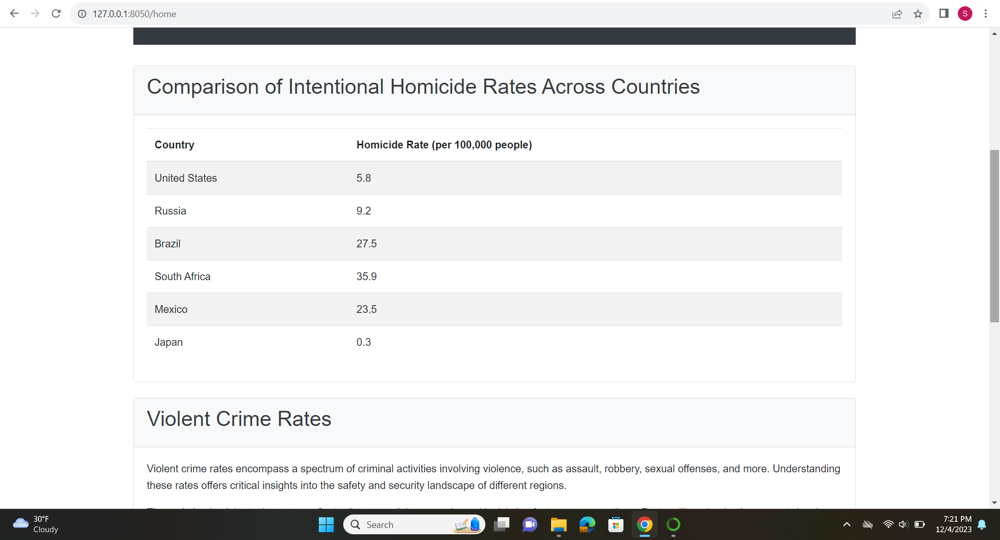 127.0.0.1:8050/home
S
Comparison of Intentional Homicide Rates Across Countries
Country Homicide Rate (per 100,000 people)
United States 5.8
Russia 9.2
Brazil 27.5
South Africa 35.9
Mexico 23.5
Japan 0.3
Violent Crime Rates
Violent crime rates encompass a spectrum of criminal activities involving violence, such as assault, robbery, sexual offenses, and more. Understanding
these rates offers critical insights into the safety and security landscape of different regions.
30°F
Cloudy
Search
7:21 PM
12/4/2023